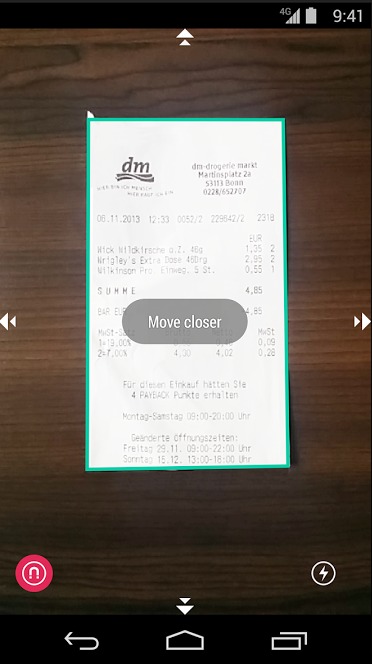 4G 9:41
dm
HIER BIN ICH MENSCH
HIER KAUF ICH EIN
dm-drogerie markt
Martinsplatz 2a
53113 Bonn
0228/652707
06.11.2013 12:33 0052/2 229842/2 2318
EUR
Wick Wildkirsche o.Z. 46g 1,35 2
Wrigley's Extra Dose 46Drg 2,95 2
Wilkinson Pro. Einweg. 5 St. 0,55 1
SUMME 4,85
BAR EU 4,85
Move closer
MwSt-Sa MwSt
1=19,00% 0,09
2=7,00% 4,30 4,02 0,28
Für diesen Einkauf hätten Sie
4 PAYBACK Punkte erhalten
Montag-Samstag 09:00-20:00 Uhr
Geänderte Öffnungszeiten:
Freitag 29.11. 09:00-22:00 Uhr
Sonntag 15.12. 13:00-18:00 Uhr